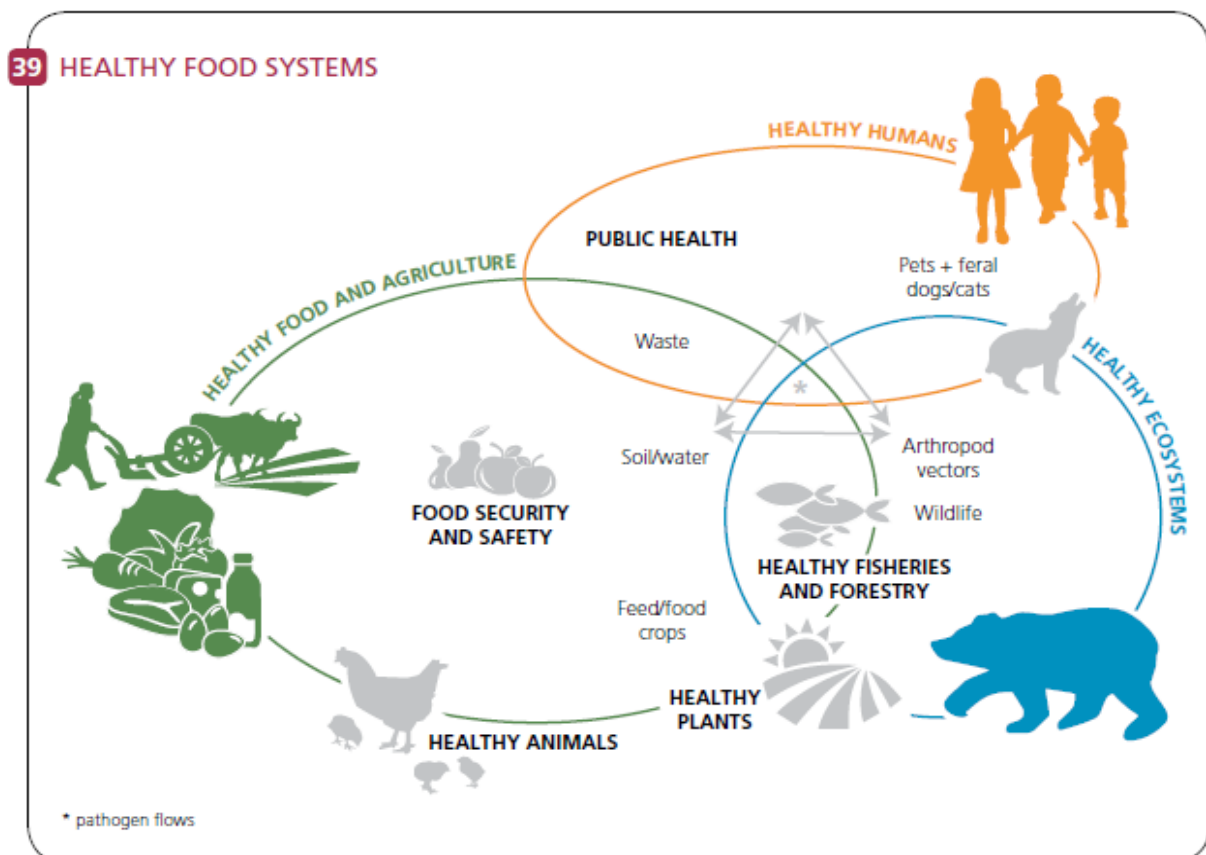 39 HEALTHY FOOD SYSTEMS
HEALTHY HUMANS
PUBLIC HEALTH
Pets + feral
dogs/cats
HEALTHY FOOD AND AGRICULTURE
Waste
HEALTHY ECOSYSTEMS
*
Soil/water
Arthropod
vectors
Wildlife
FOOD SECURITY
AND SAFETY
HEALTHY FISHERIES
AND FORESTRY
Feed/food
crops
HEALTHY
PLANTS
HEALTHY ANIMALS
* pathogen flows